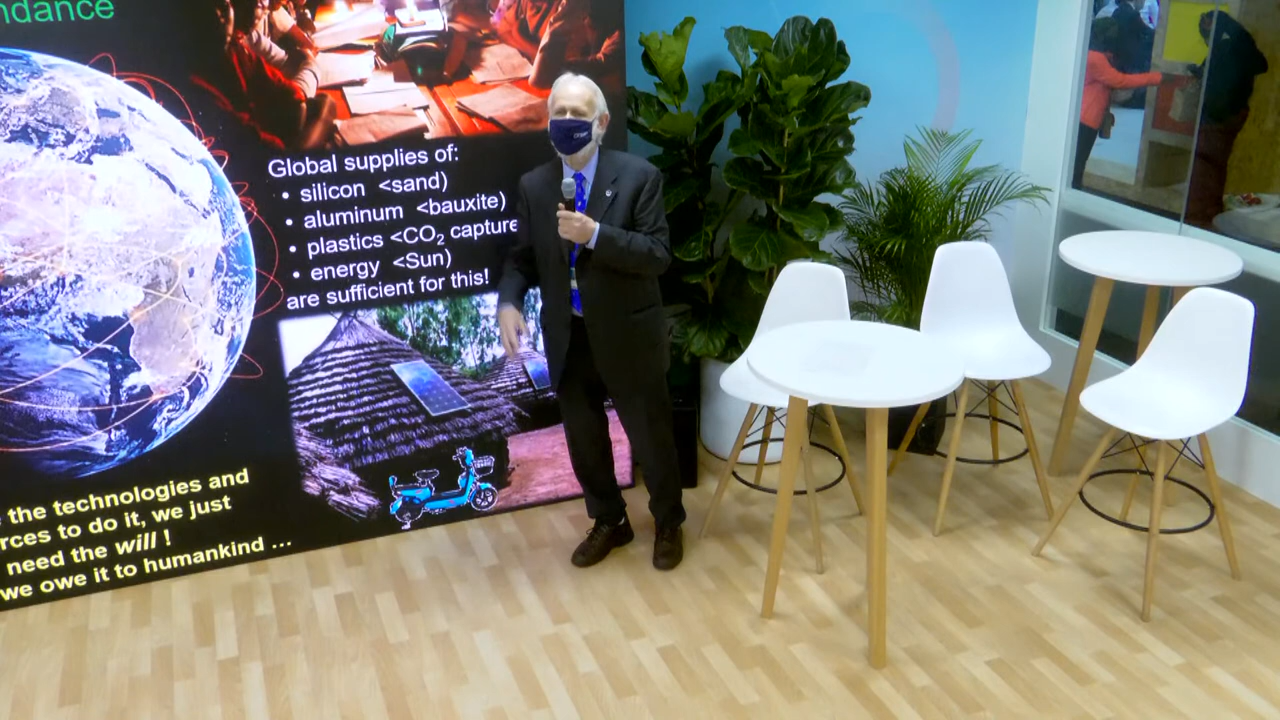 ndance
Global supplies of:
• silicon <sand)
• aluminum <bauxite)
• plastics <CO₂ capture
• energy <Sun)
are sufficient for this!
the technologies and
rces to do it, we just
need the will !
we owe it to humankind ...